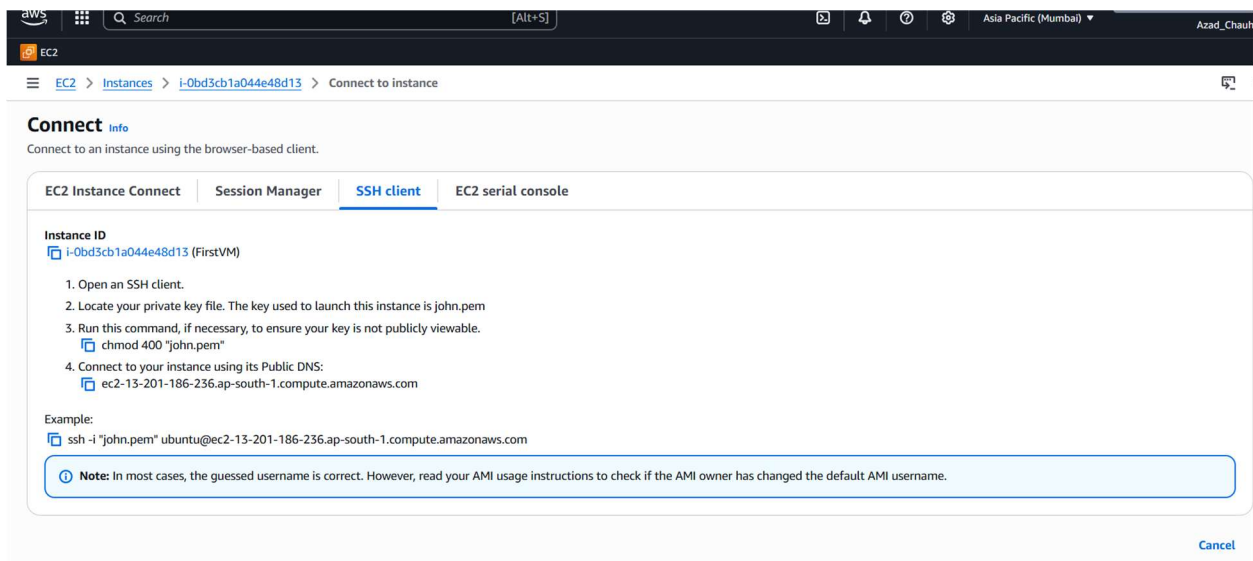 aws
Search [Alt+S] Asia Pacific (Mumbai) ▼
Azad_Chauh
EC2
EC2 > Instances > i-0bd3cb1a044e48d13 > Connect to instance
Connect Info
Connect to an instance using the browser-based client.
EC2 Instance Connect Session Manager SSH client EC2 serial console
Instance ID
i-0bd3cb1a044e48d13 (FirstVM)
1. Open an SSH client.
2. Locate your private key file. The key used to launch this instance is john.pem
3. Run this command, if necessary, to ensure your key is not publicly viewable.
chmod 400 "john.pem"
4. Connect to your instance using its Public DNS:
ec2-13-201-186-236.ap-south-1.compute.amazonaws.com
Example:
ssh -i "john.pem" ubuntu@ec2-13-201-186-236.ap-south-1.compute.amazonaws.com
Note: In most cases, the guessed username is correct. However, read your AMI usage instructions to check if the AMI owner has changed the default AMI username.
Cancel